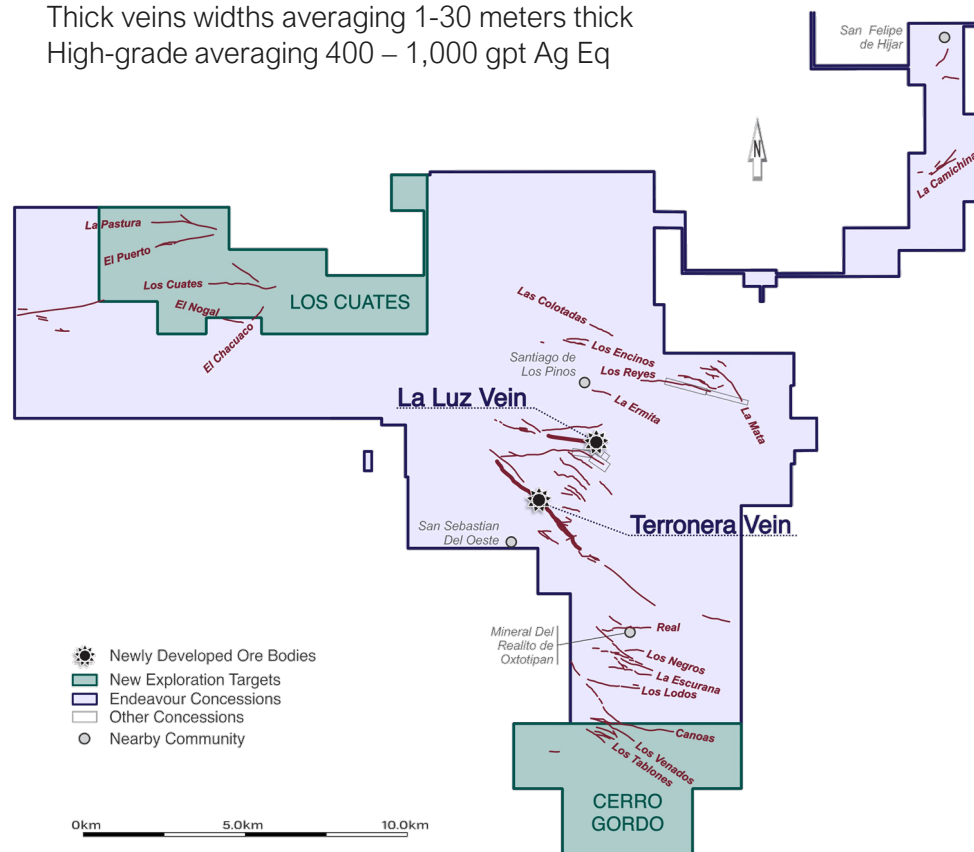 Thick veins widths averaging 1-30 meters thick
High-grade averaging 400 – 1,000 gpt Ag Eq
San Felipe
de Hijar
N
La Camichina
La Pastura
El Puerto
Los Cuates
El Nogal
El Chacuaco
LOS CUATES
Las Colotadas
Los Encinos
Santiago de
Los Pinos
Los Reyes
La Ermita
La Mata
La Luz Vein
Terronera Vein
San Sebastian
Del Oeste
Mineral Del
Realito de
Oxtotipan
Real
Los Negros
La Escurana
Los Lodos
Canoas
Los Venados
Los Tablones
CERRO
GORDO
Newly Developed Ore Bodies
New Exploration Targets
Endeavour Concessions
Other Concessions
Nearby Community
0km 5.0km 10.0km